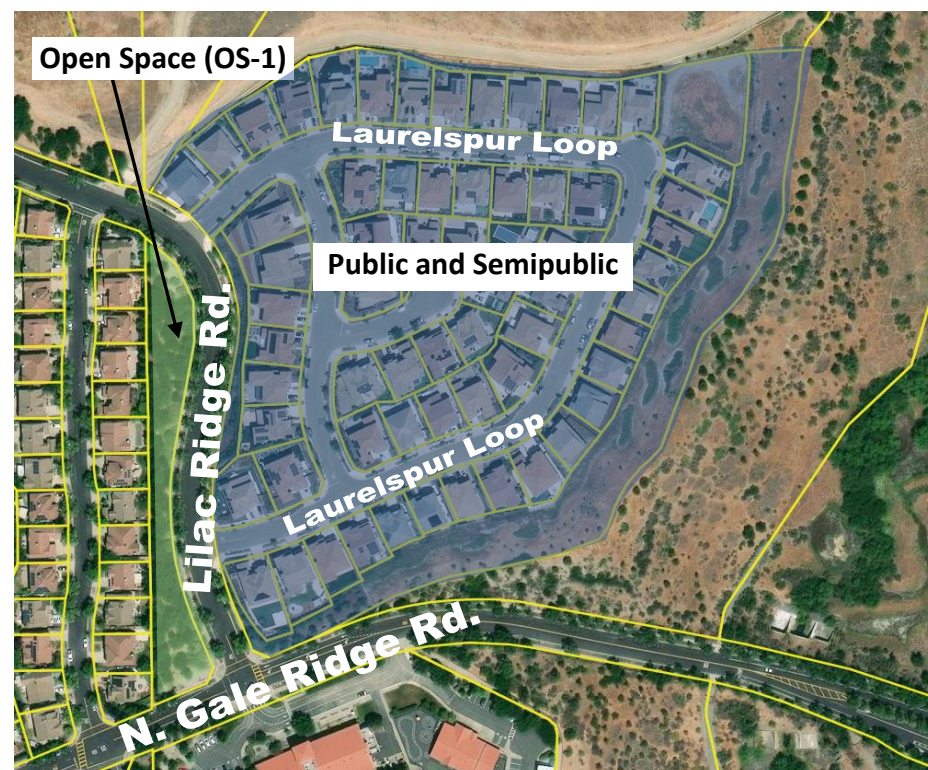 Open Space (OS-1)
Laurelspur Loop
Public and Semipublic
Lilac Ridge Rd.
Laurelspur Loop
N. Gale Ridge Rd.